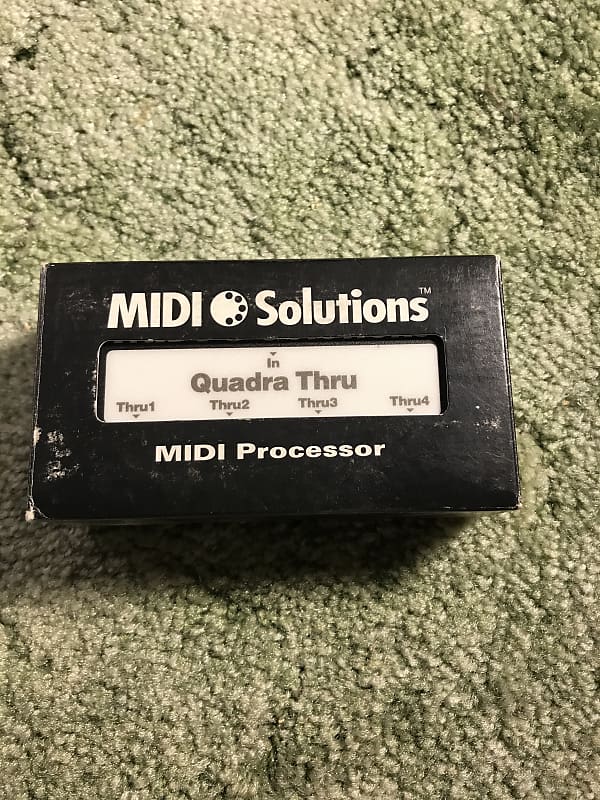 MIDI Solutions™
In
Quadra Thru
Thru1 Thru2 Thru3 Thru4
MIDI Processor